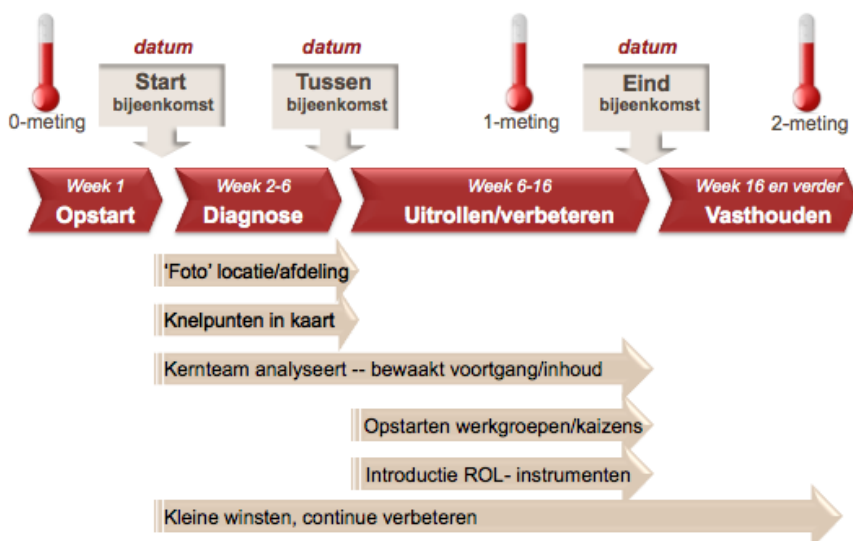 datum
datum
datum
Start
bijeenkomst
Tussen
bijeenkomst
Eind
bijeenkomst
0-meting
1-meting
2-meting
Week 1
Opstart
Week 2-6
Diagnose
Week 6-16
Uitrollen/verbeteren
Week 16 en verder
Vasthouden
'Foto' locatie/afdeling
Knelpunten in kaart
Kernteam analyseert -- bewaakt voortgang/inhoud
Opstarten werkgroepen/kaizens
Introductie ROL- instrumenten
Kleine winsten, continue verbeteren